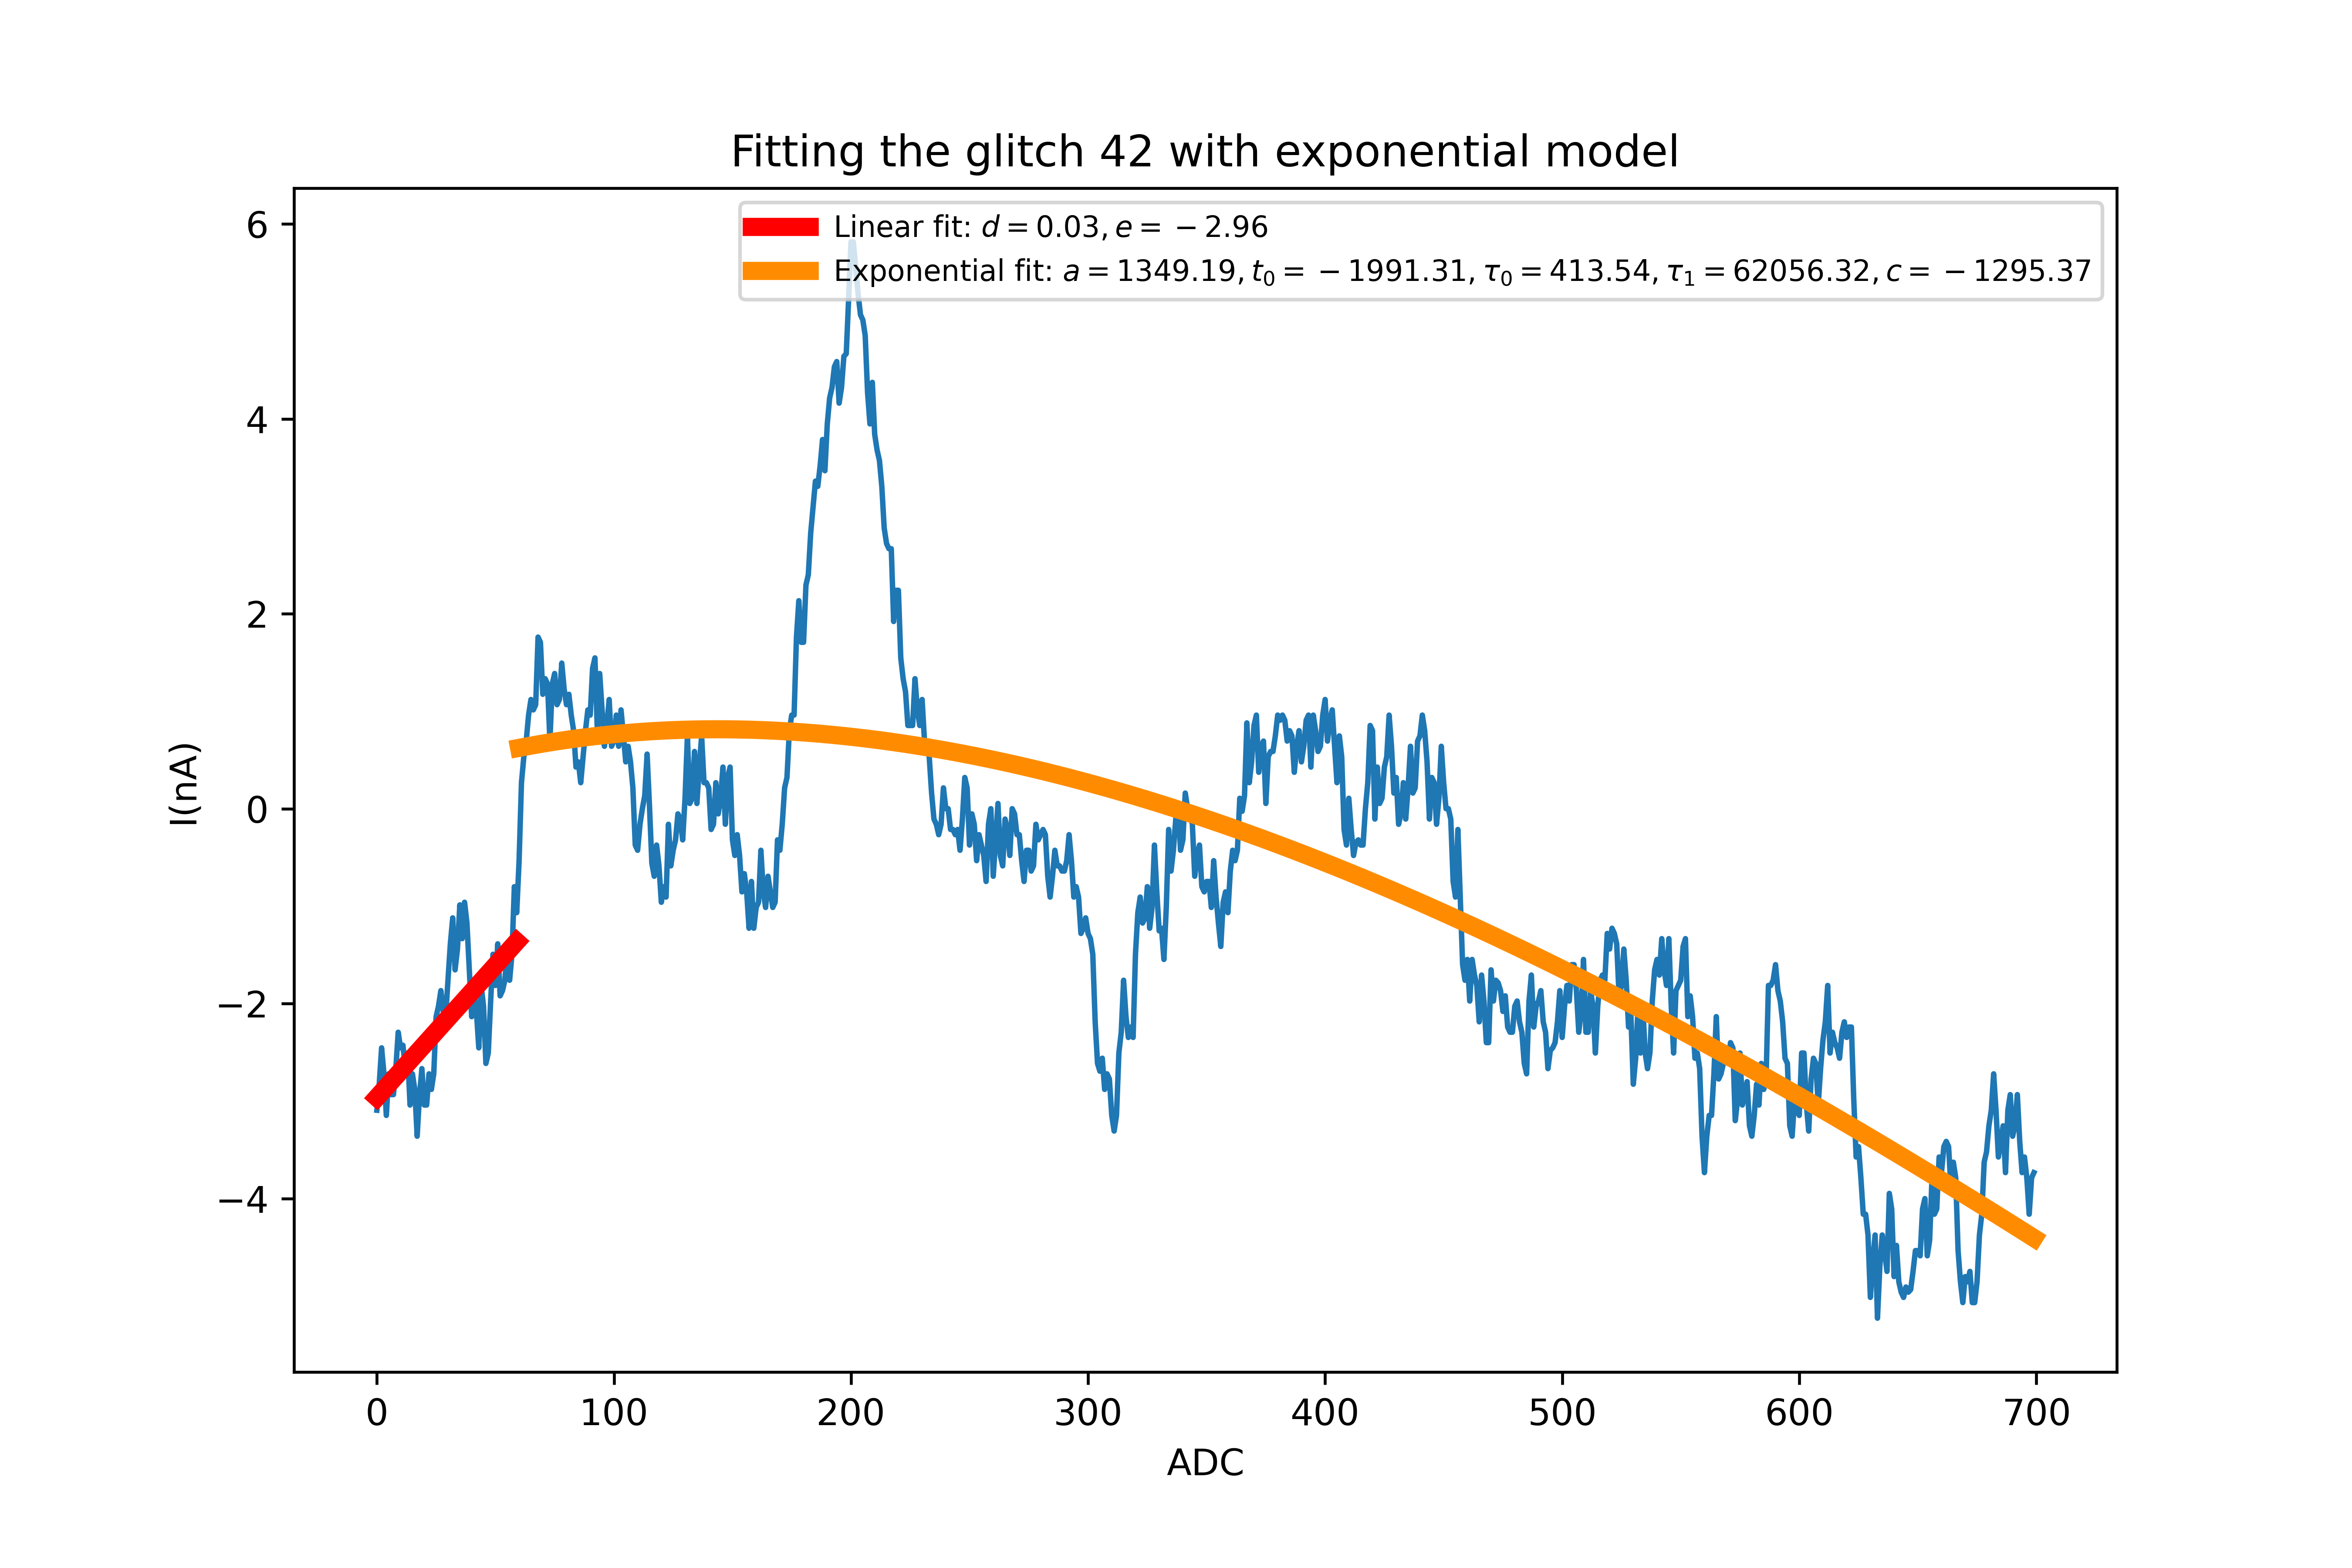 Fitting the glitch 42 with exponential model
Linear fit: d = 0.03, e = −2.96
Exponential fit: a = 1349.19, t₀ = −1991.31, τ₀ = 413.54, τ₁ = 62056.32, c = −1295.37
6
4
2
0
−2
−4
I(nA)
0 100 200 300 400 500 600 700
ADC